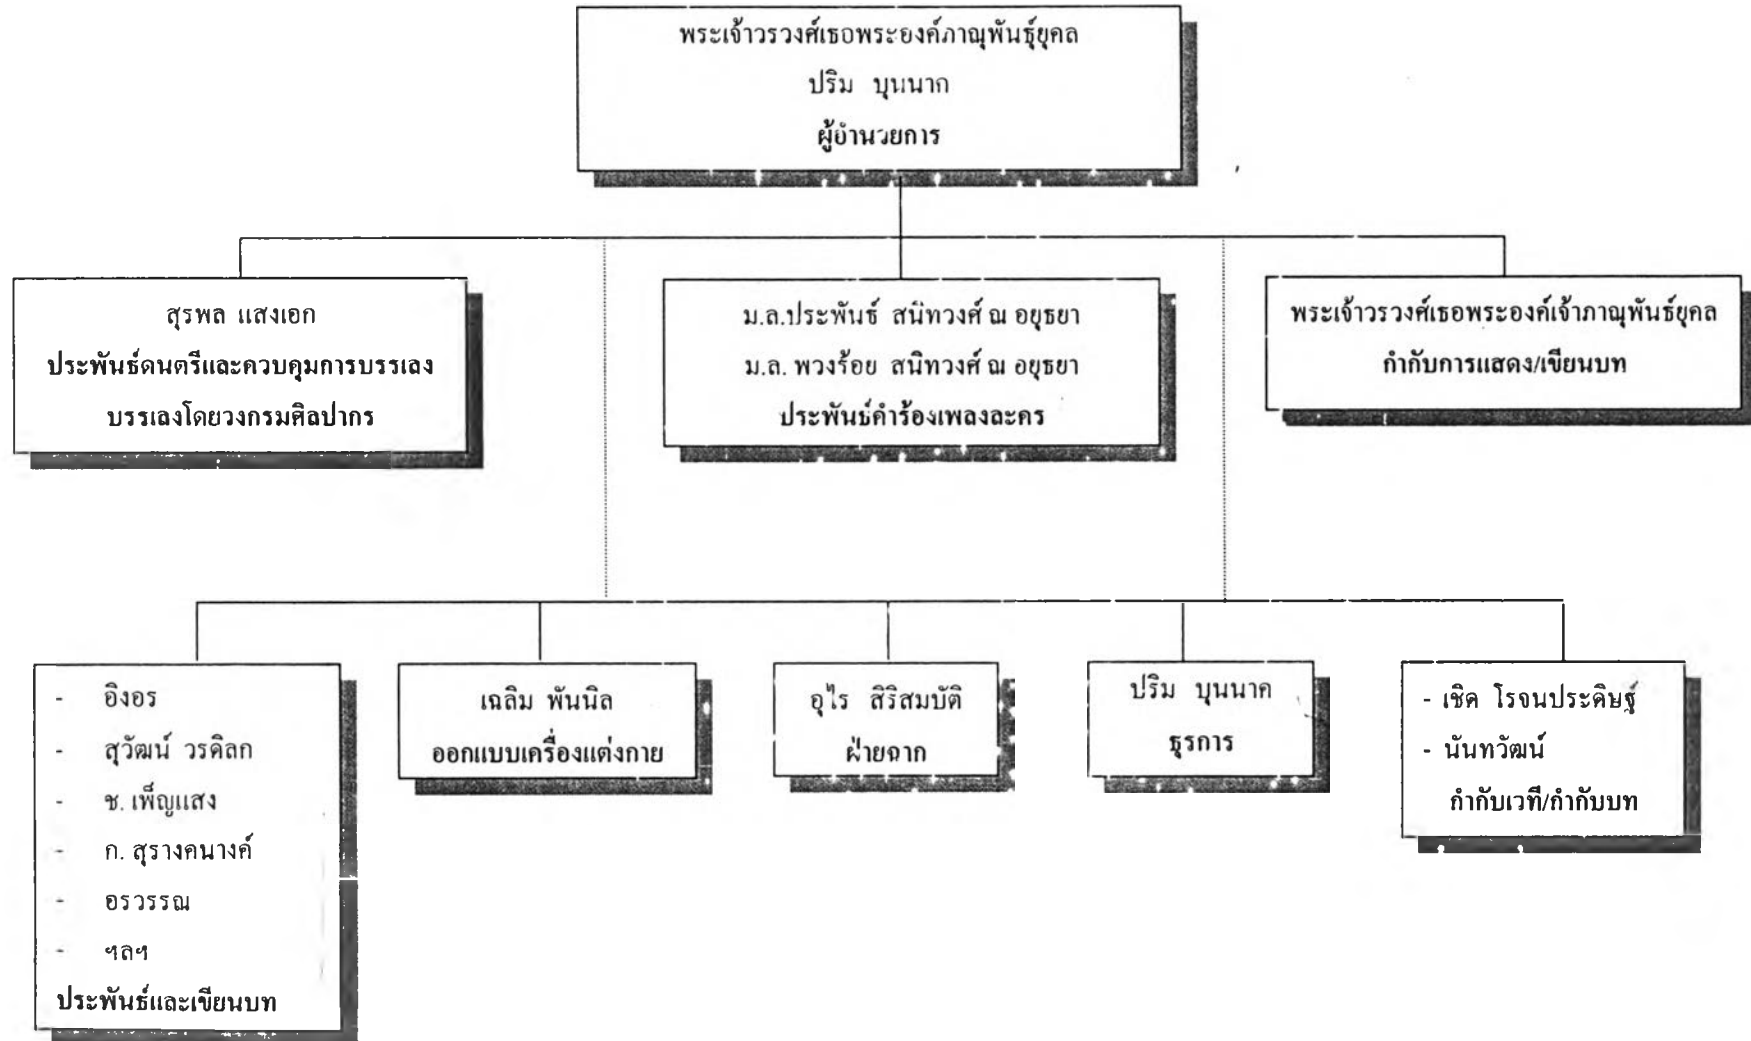 พระเจ้าวรวงศ์เธอพระองค์ภาณุพันธุ์ยุคล
ปริม บุนนาก
ผู้อำนวยการ
สุรพล แสงเอก
ประพันธ์ดนตรีและควบคุมการบรรเลง
บรรเลงโดยวงกรมศิลปากร
ม.ล.ประพันธ์ สนิทวงศ์ ณ อยุธยา
ม.ล. พวงร้อย สนิทวงศ์ ณ อยุธยา
ประพันธ์คำร้องเพลงละคร
พระเจ้าวรวงศ์เธอพระองค์เจ้าภาณุพันธ์ยุคล
กำกับการแสดง/เขียนบท
- อิงอร
- สุวัฒน์ วรดิลก
- ช. เพ็ญแสง
- ก. สุรางคนางค์
- อรวรรณ
- ฯลฯ
ประพันธ์และเขียนบท
เฉลิม พันนิล
ออกแบบเครื่องแต่งกาย
อุไร สิริสมบัติ
ฝ่ายฉาก
ปริม บุนนาค
ธุรการ
- เชิด โรจนประดิษฐ์
- นันทวัฒน์
กำกับเวที/กำกับบท